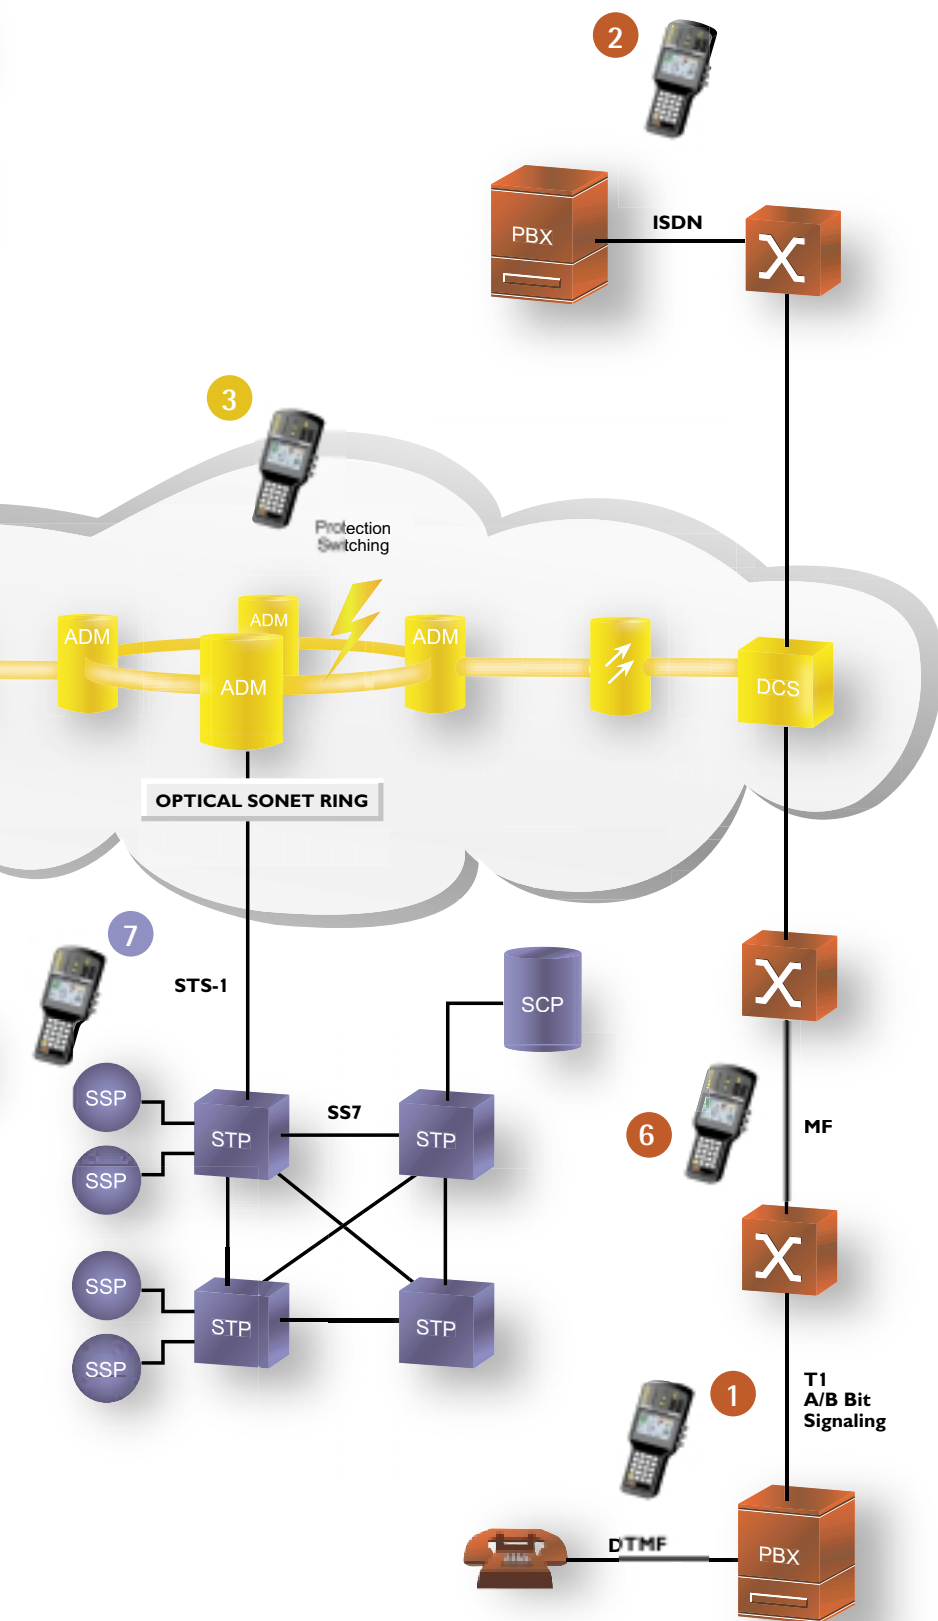 2
PBX
ISDN
X
3
Protection
Switching
ADM
ADM
ADM
ADM
DCS
OPTICAL SONET RING
7
STS-1
SCP
X
SSP
SS7
STP
STP
SSP
6
MF
SSP
STP
STP
X
SSP
1
T1
A/B Bit
Signaling
DTMF
PBX